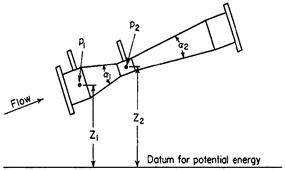 p₂
p₁
α₂
α₁
Flow
Z₁
Z₂
Datum for potential energy